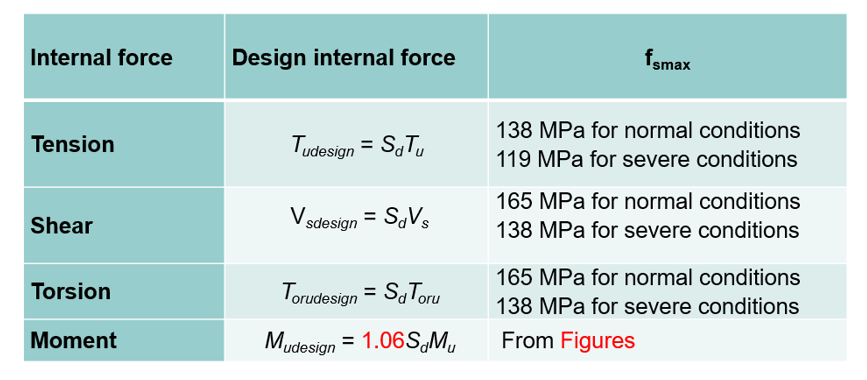 Internal force Design internal force fsmax
Tension Tudesign = SdTu 138 MPa for normal conditions
119 MPa for severe conditions
Shear Vsdesign = SdVs 165 MPa for normal conditions
138 MPa for severe conditions
Torsion Torudesign = SdToru 165 MPa for normal conditions
138 MPa for severe conditions
Moment Mudesign = 1.06SdMu From Figures